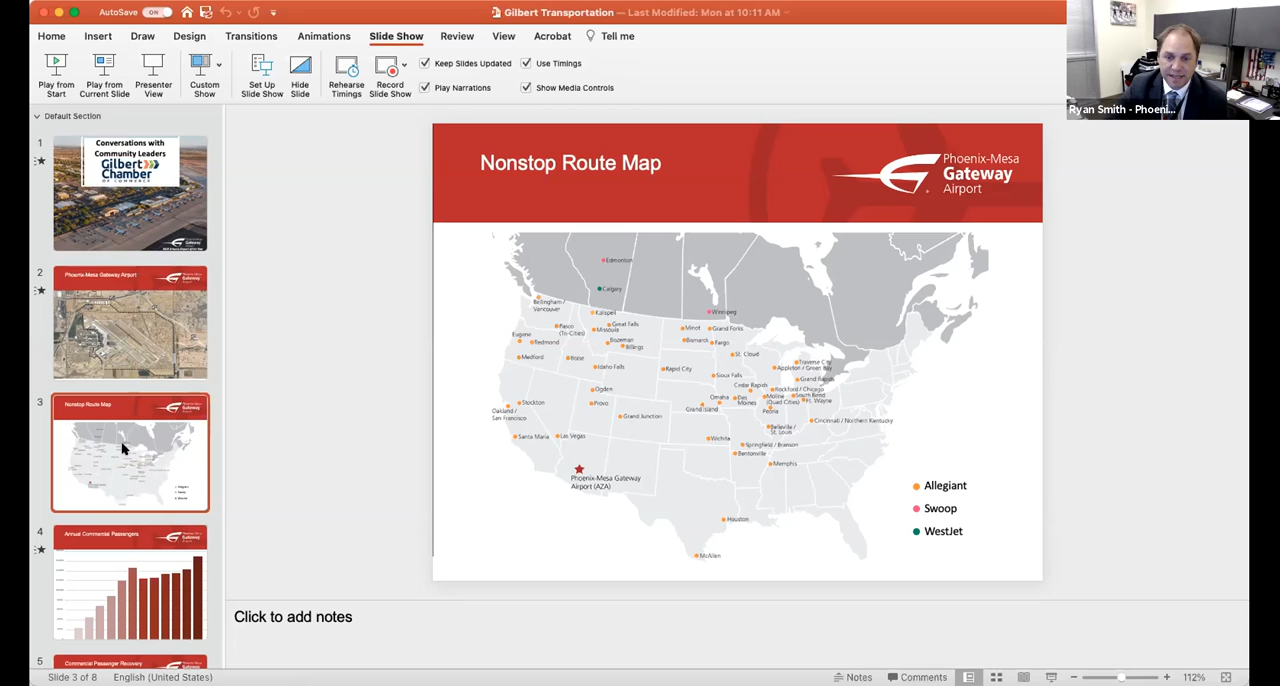 AutoSave ON
Gilbert Transportation — Last Modified: Mon at 10:11 AM
Home Insert Draw Design Transitions Animations Slide Show Review View Acrobat Tell me
Play from Start
Play from Current Slide
Presenter View
Custom Show
Set Up Slide Show
Hide Slide
Rehearse Timings
Record Slide Show
Keep Slides Updated
Use Timings
Play Narrations
Show Media Controls
Ryan Smith - Phoeni...
Default Section
1
Conversations with
Community Leaders
Gilbert
Chamber
OF COMMERCE
2
Phoenix-Mesa Gateway Airport
3
Nonstop Route Map
4
Annual Commercial Passengers
5
Commercial Passenger Recovery
Nonstop Route Map
Phoenix-Mesa
Gateway
Airport
Edmonton
Calgary
Winnipeg
Bellingham /
Vancouver
Kalispell
Pasco
(Tri-Cities)
Great Falls
Missoula
Minot
Grand Forks
Eugene
Redmond
Bozeman
Billings
Bismarck
Fargo
Medford
Boise
Idaho Falls
Rapid City
St. Cloud
Sioux Falls
Traverse City
Appleton / Green Bay
Grand Rapids
Ogden
Provo
Cedar Rapids
Rockford / Chicago
Omaha
Des
Moines
Moline
(Quad Cities)
South Bend
Ft. Wayne
Stockton
Oakland /
San Francisco
Grand Junction
Grand Island
Peoria
Cincinnati / Northern Kentucky
Santa Maria
Las Vegas
Wichita
Belleville /
St. Louis
Springfield / Branson
Bentonville
Memphis
Phoenix-Mesa Gateway
Airport (AZA)
Houston
McAllen
Allegiant
Swoop
WestJet
Click to add notes
Slide 3 of 8
English (United States)
Notes
Comments
112%